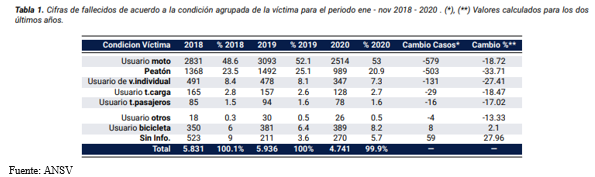 Tabla 1. Cifras de fallecidos de acuerdo a la condición agrupada de la víctima para el periodo ene - nov 2018 - 2020 . (*), (**) Valores calculados para los dos
últimos años.
Condicion Víctima 2018 % 2018 2019 % 2019 2020 % 2020 Cambio Casos* Cambio %**
Usuario moto 2831 48.6 3093 52.1 2514 53 -579 -18.72
Peatón 1368 23.5 1492 25.1 989 20.9 -503 -33.71
Usuario de v.individual 491 8.4 478 8.1 347 7.3 -131 -27.41
Usuario t.carga 165 2.8 157 2.6 128 2.7 -29 -18.47
Usuario t.pasajeros 85 1.5 94 1.6 78 1.6 -16 -17.02
Usuario otros 18 0.3 30 0.5 26 0.5 -4 -13.33
Usuario bicicleta 350 6 381 6.4 389 8.2 8 2.1
Sin Info. 523 9 211 3.6 270 5.7 59 27.96
Total 5.831 100.1% 5.936 100% 4.741 99.9% — —
Fuente: ANSV